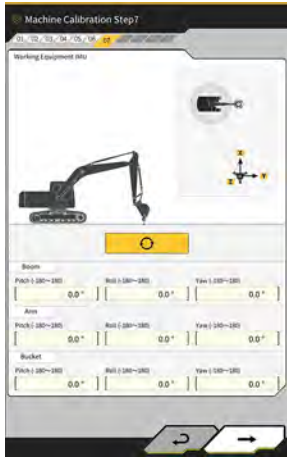 Machine Calibration Step7
01 02 03 04 05 06 07
Working Equipment IMU
Z
Y
Boom
Pitch (-180~180) Roll (-180~180) Yaw (-180~180)
0.0 ° 0.0 ° 0.0 °
Arm
Pitch (-180~180) Roll (-180~180) Yaw (-180~180)
0.0 ° 0.0 ° 0.0 °
Bucket
Pitch (-180~180) Roll (-180~180) Yaw (-180~180)
0.0 ° 0.0 ° 0.0 °